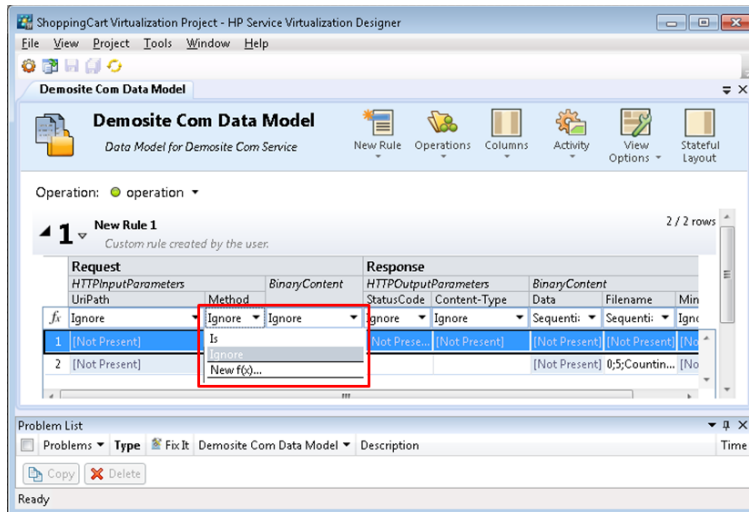 ShoppingCart Virtualization Project - HP Service Virtualization Designer
File View Project Tools Window Help
Demosite Com Data Model
Demosite Com Data Model
Data Model for Demosite Com Service
New Rule Operations Columns Activity View Options Stateful Layout
Operation: operation
1 New Rule 1 2 / 2 rows
Custom rule created by the user.
Request Response
HTTPInputParameters BinaryContent HTTPOutputParameters BinaryContent
UriPath Method StatusCode Content-Type Data Filename Min
fx Ignore Ignore Ignore Ignore Ignore Sequenti: Sequenti: Igno
1 [Not Present] Is [Not Prese... [Not Present] [Not Present] [Not Present] [No
Ignore
2 [Not Present] New f(x)... [Not Present] 0;5;Countin... [No
Problem List
Problems Type Fix It Demosite Com Data Model Description Time
Copy Delete
Ready